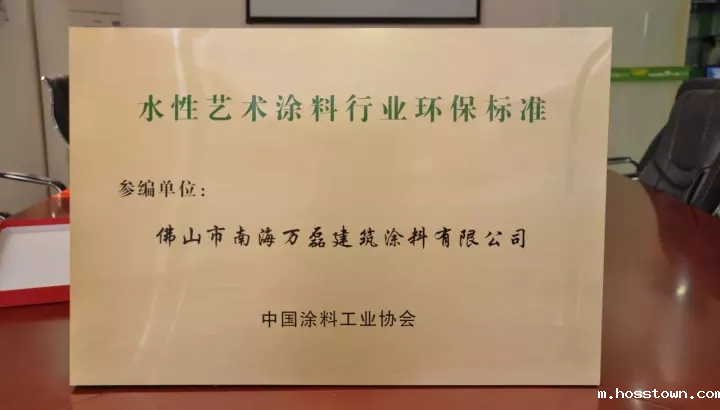 水性艺术涂料行业环保标准
参编单位：
佛山市南海万磊建筑涂料有限公司
中国涂料工业协会
m.hosstown.com